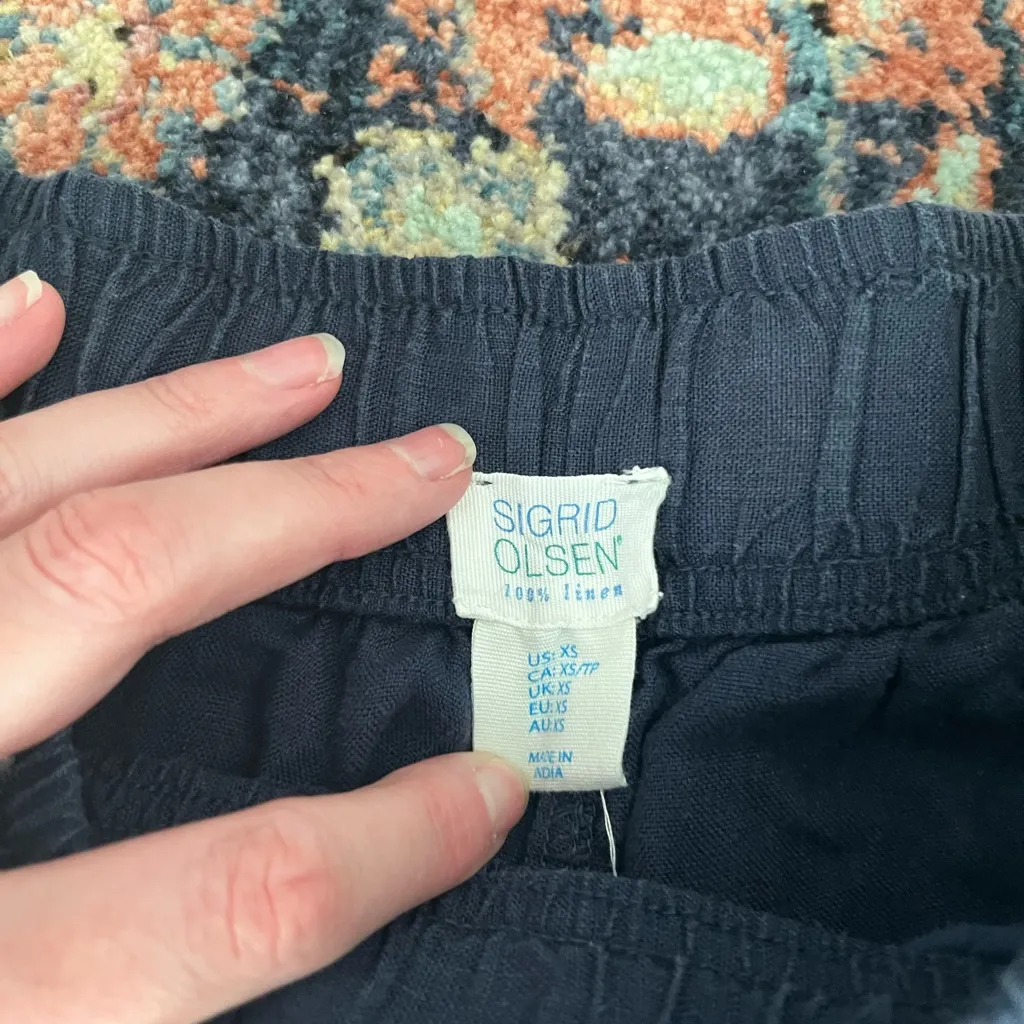 SIGRID
OLSEN®
100% linen
US: XS
CA: XS/TP
UK: XS
EU: XS
AU: XS
MADE IN